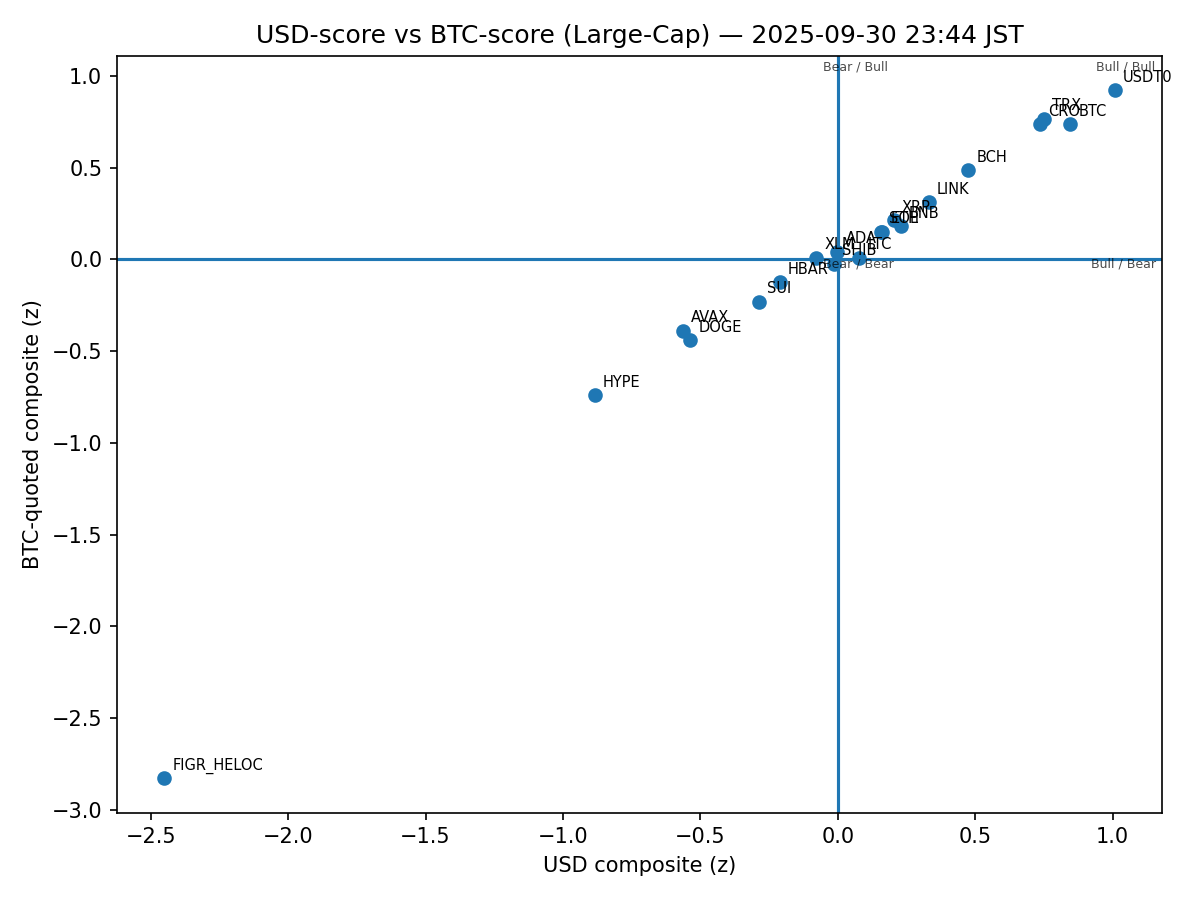 USD-score vs BTC-score (Large-Cap) — 2025-09-30 23:44 JST
Bear / Bull
Bull / Bull
USDT0
TRX
CRO
BTC
BCH
LINK
XRP
BNB
SOL
ETH
ADA
XLM
LTC
SHIB
Bear / Bear
Bull / Bear
HBAR
SUI
AVAX
DOGE
HYPE
FIGR_HELOC
1.0
0.5
0.0
−0.5
−1.0
−1.5
−2.0
−2.5
−3.0
BTC-quoted composite (z)
−2.5
−2.0
−1.5
−1.0
−0.5
0.0
0.5
1.0
USD composite (z)